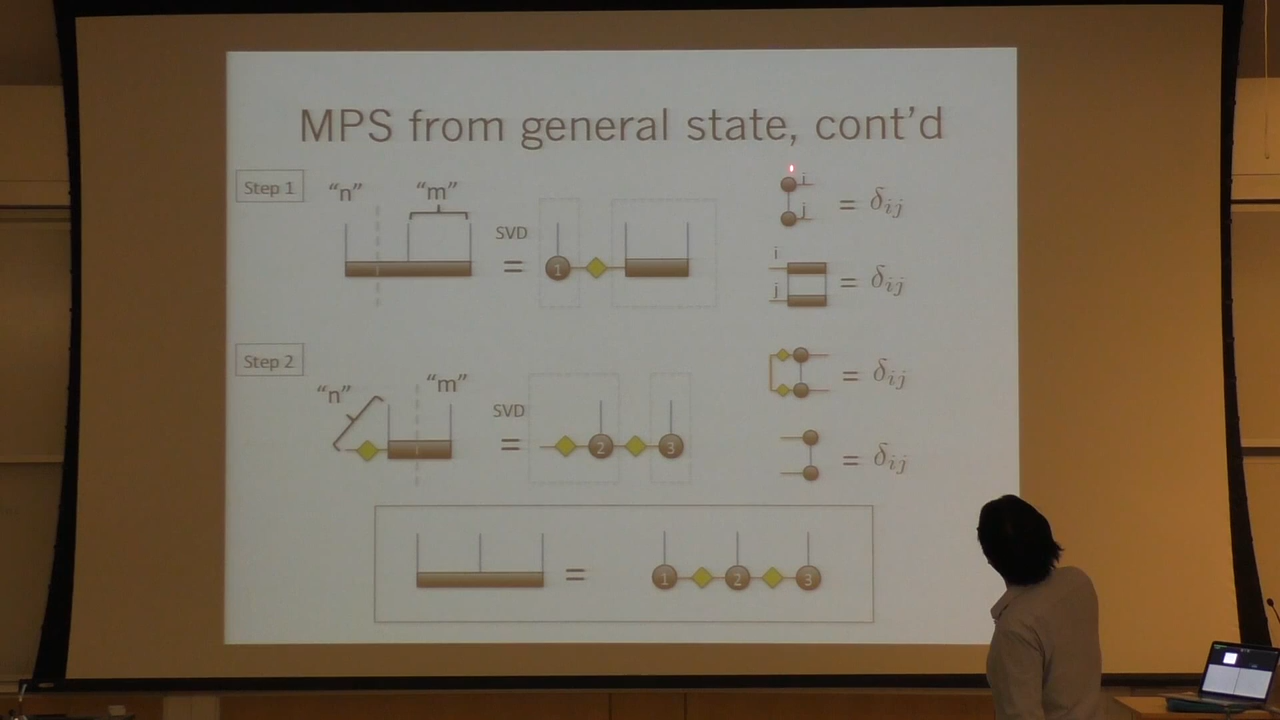 MPS from general state, cont'd
Step 1
"n"
"m"
SVD
=
1
i
j
= δij
i
j
= δij
Step 2
"n"
"m"
SVD
=
2
3
= δij
= δij
=
1
2
3